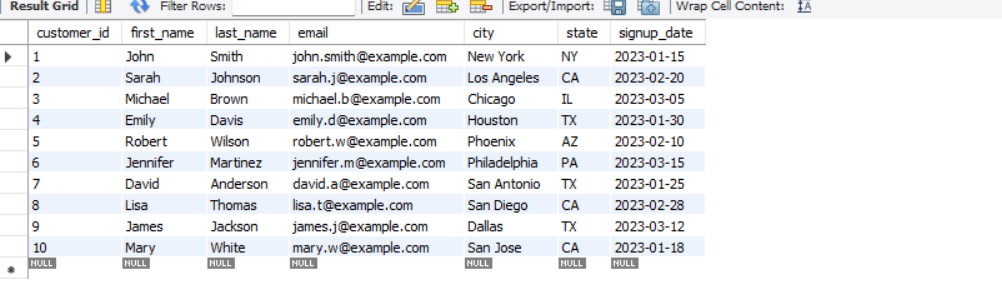 Result Grid Filter Rows: Edit: Export/Import: Wrap Cell Content: IA
customer_id first_name last_name email city state signup_date
1 John Smith john.smith@example.com New York NY 2023-01-15
2 Sarah Johnson sarah.j@example.com Los Angeles CA 2023-02-20
3 Michael Brown michael.b@example.com Chicago IL 2023-03-05
4 Emily Davis emily.d@example.com Houston TX 2023-01-30
5 Robert Wilson robert.w@example.com Phoenix AZ 2023-02-10
6 Jennifer Martinez jennifer.m@example.com Philadelphia PA 2023-03-15
7 David Anderson david.a@example.com San Antonio TX 2023-01-25
8 Lisa Thomas lisa.t@example.com San Diego CA 2023-02-28
9 James Jackson james.j@example.com Dallas TX 2023-03-12
10 Mary White mary.w@example.com San Jose CA 2023-01-18
NULL NULL NULL NULL NULL NULL NULL